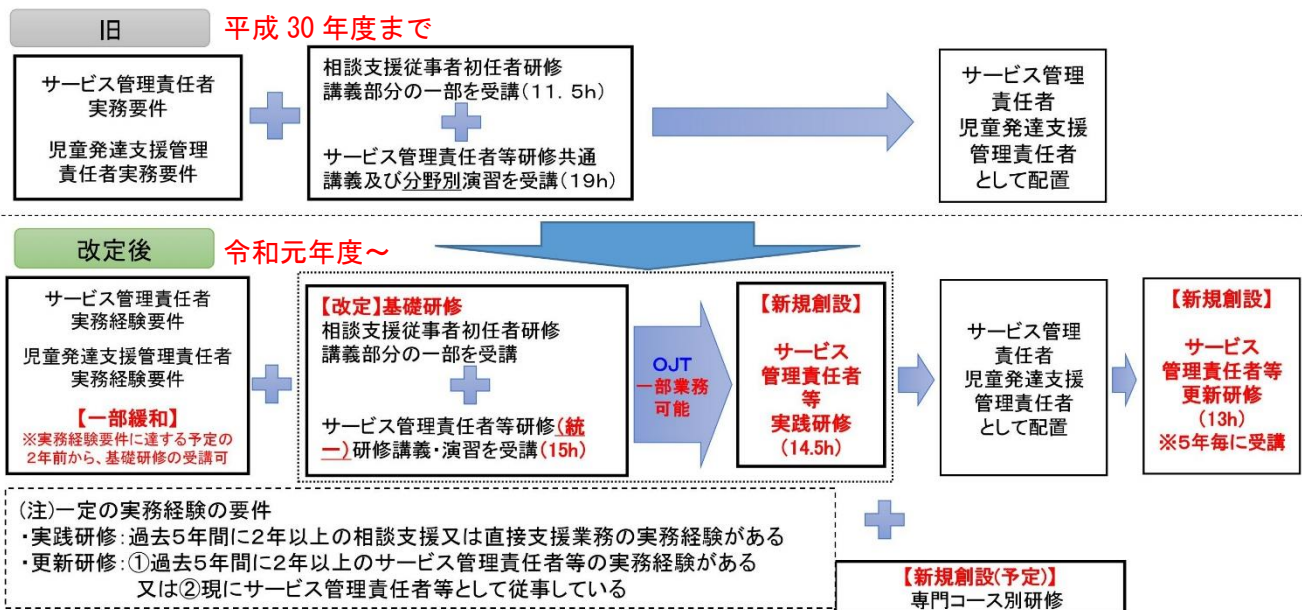 旧
平成30年度まで
サービス管理責任者
実務要件
児童発達支援管理
責任者実務要件
相談支援従事者初任者研修
講義部分の一部を受講(11.5h)
サービス管理責任者等研修共通
講義及び分野別演習を受講(19h)
サービス管理
責任者
児童発達支援
管理責任者
として配置
改定後
令和元年度～
サービス管理責任者
実務経験要件
児童発達支援管理責任者
実務経験要件
【一部緩和】
※実務経験要件に達する予定の
2年前から、基礎研修の受講可
【改定】基礎研修
相談支援従事者初任者研修
講義部分の一部を受講
サービス管理責任者等研修(統
一)研修講義・演習を受講(15h)
OJT
一部業務
可能
【新規創設】
サービス
管理責任者
等
実践研修
(14.5h)
サービス管理
責任者
児童発達支援
管理責任者
として配置
【新規創設】
サービス
管理責任者等
更新研修
(13h)
※5年毎に受講
(注)一定の実務経験の要件
・実践研修：過去5年間に2年以上の相談支援又は直接支援業務の実務経験がある
・更新研修：①過去5年間に2年以上のサービス管理責任者等の実務経験がある
又は②現にサービス管理責任者等として従事している
【新規創設(予定)】
専門コース別研修